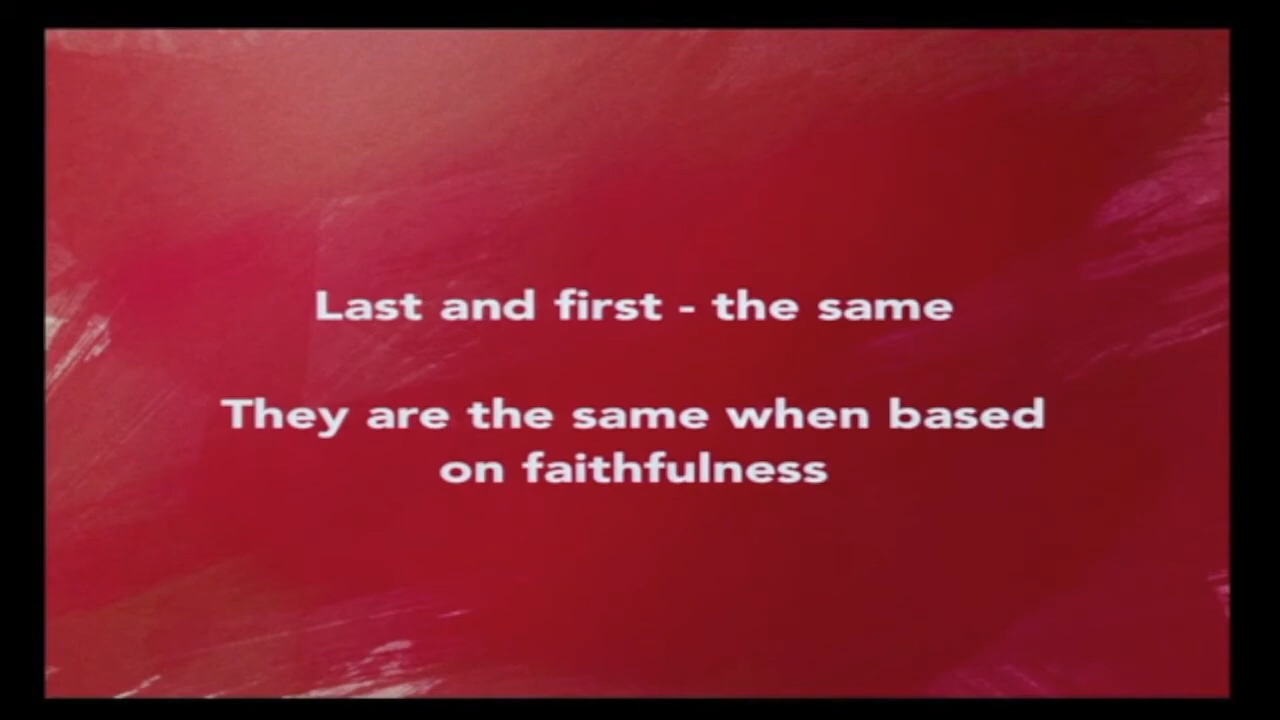 Last and first - the same
They are the same when based
on faithfulness